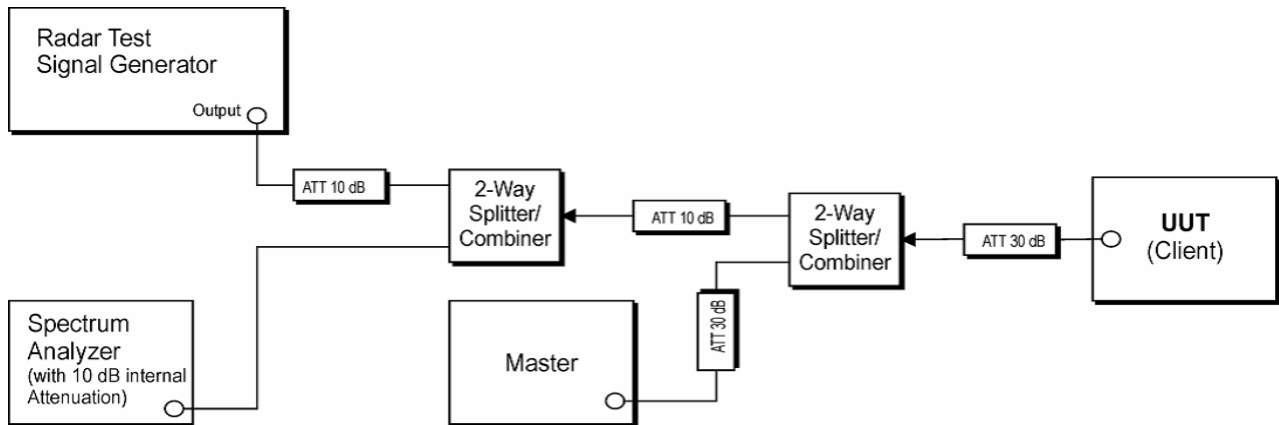 Radar Test
Signal Generator
Output
ATT 10 dB
2-Way
Splitter/
Combiner
ATT 10 dB
2-Way
Splitter/
Combiner
ATT 30 dB
UUT
(Client)
Spectrum
Analyzer
(with 10 dB internal
Attenuation)
Master
ATT 30 dB